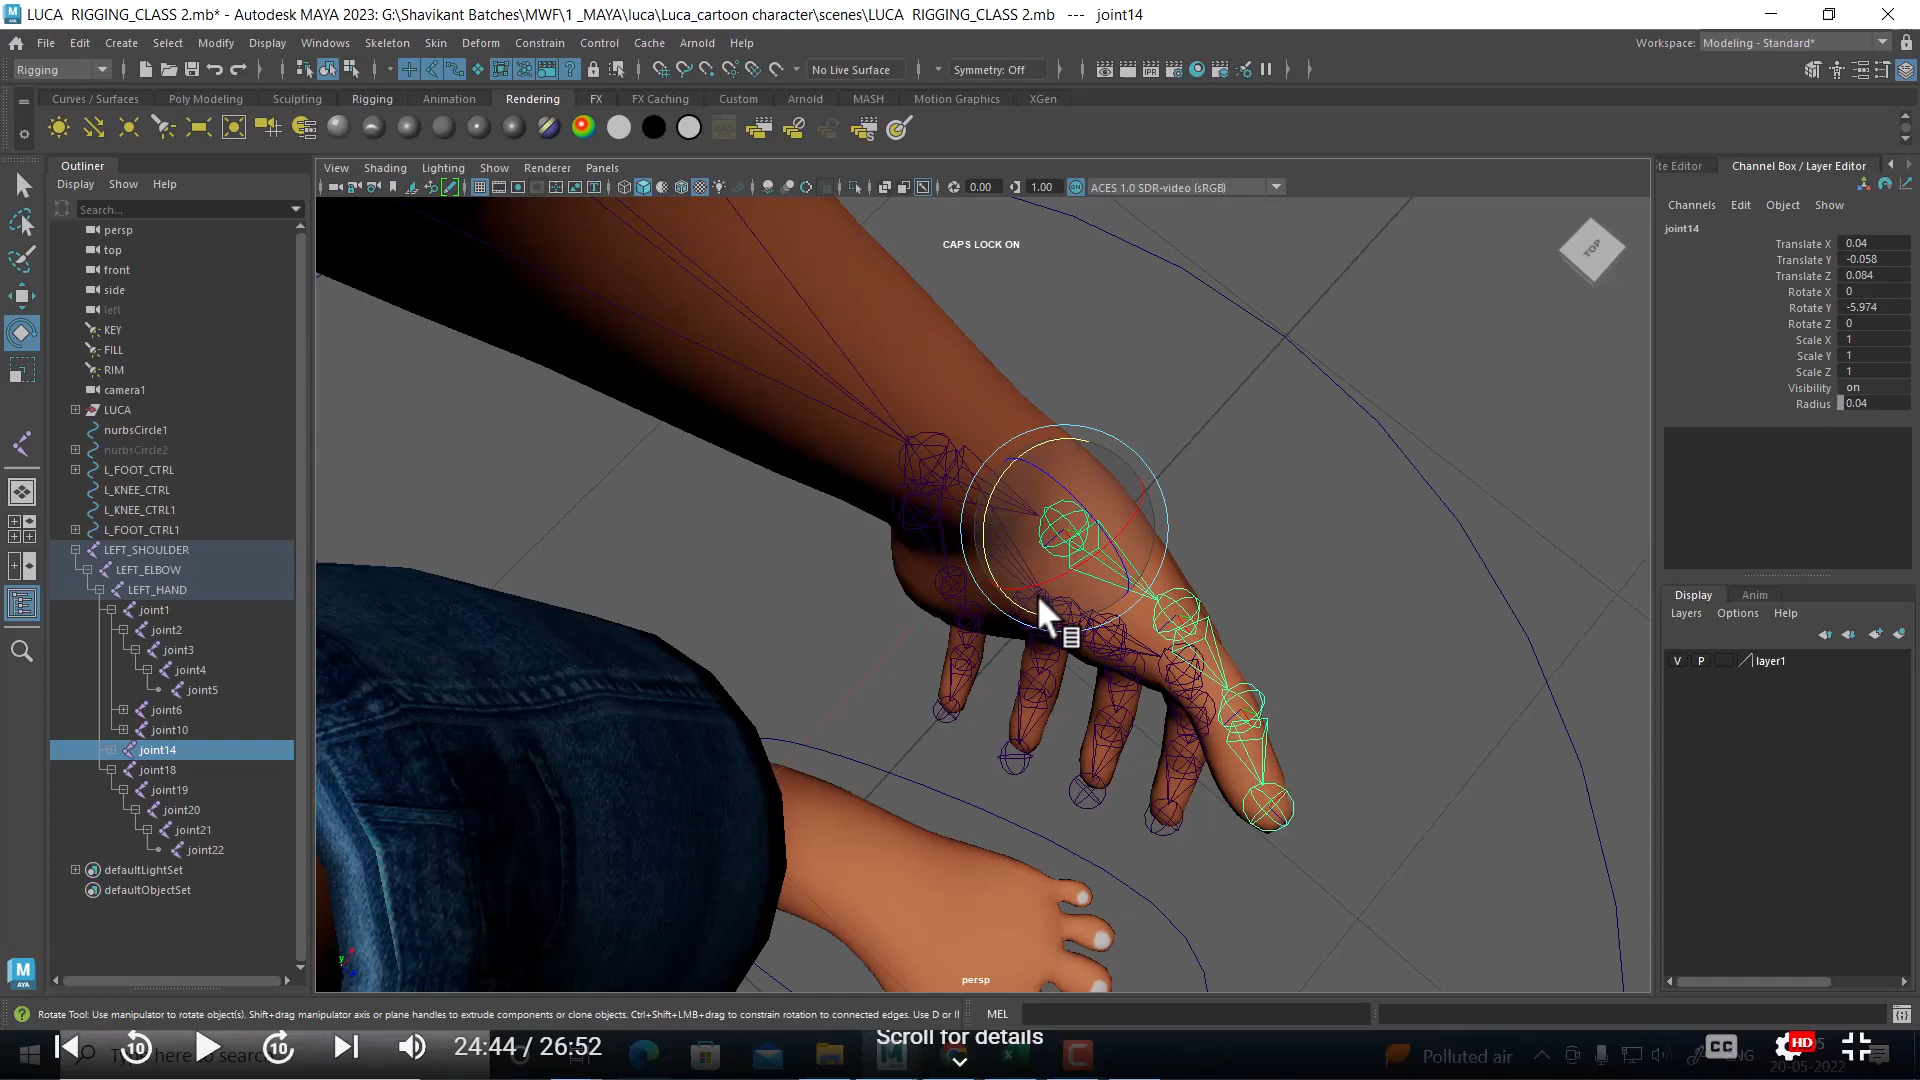 LUCA RIGGING_CLASS 2.mb* - Autodesk MAYA 2023: G:\Shavikant Batches\MWF\1 _MAYA\luca\Luca_cartoon character\scenes\LUCA RIGGING_CLASS 2.mb --- joint14
File Edit Create Select Modify Display Windows Skeleton Skin Deform Constrain Control Cache Arnold Help
Workspace: Modeling - Standard*
Rigging No Live Surface Symmetry: Off
IPR
Curves / Surfaces Poly Modeling Sculpting Rigging Animation Rendering FX FX Caching Custom Arnold MASH Motion Graphics XGen
Outliner
Display Show Help
Search...
persp
top
front
side
left
KEY
FILL
RIM
camera1
LUCA
nurbsCircle1
nurbsCircle2
L_FOOT_CTRL
L_KNEE_CTRL
L_KNEE_CTRL1
L_FOOT_CTRL1
LEFT_SHOULDER
LEFT_ELBOW
LEFT_HAND
joint1
joint2
joint3
joint4
joint5
joint6
joint10
joint14
joint18
joint19
joint20
joint21
joint22
defaultLightSet
defaultObjectSet
View Shading Lighting Show Renderer Panels
0.00 1.00 ACES 1.0 SDR-video (sRGB)
CAPS LOCK ON
TOP
persp
y
te Editor Channel Box / Layer Editor
Channels Edit Object Show
joint14
Translate X 0.04
Translate Y -0.058
Translate Z 0.084
Rotate X 0
Rotate Y -5.974
Rotate Z 0
Scale X 1
Scale Y 1
Scale Z 1
Visibility on
Radius 0.04
Display Anim
Layers Options Help
V P layer1
M
AYA
Rotate Tool: Use manipulator to rotate object(s). Shift+drag manipulator axis or plane handles to extrude components or clone objects. Ctrl+Shift+LMB+drag to constrain rotation to connected edges. Use D or I
MEL
10 10 24:44 / 26:52
Scroll for details
Polluted air
CC
HD
20-05-2022